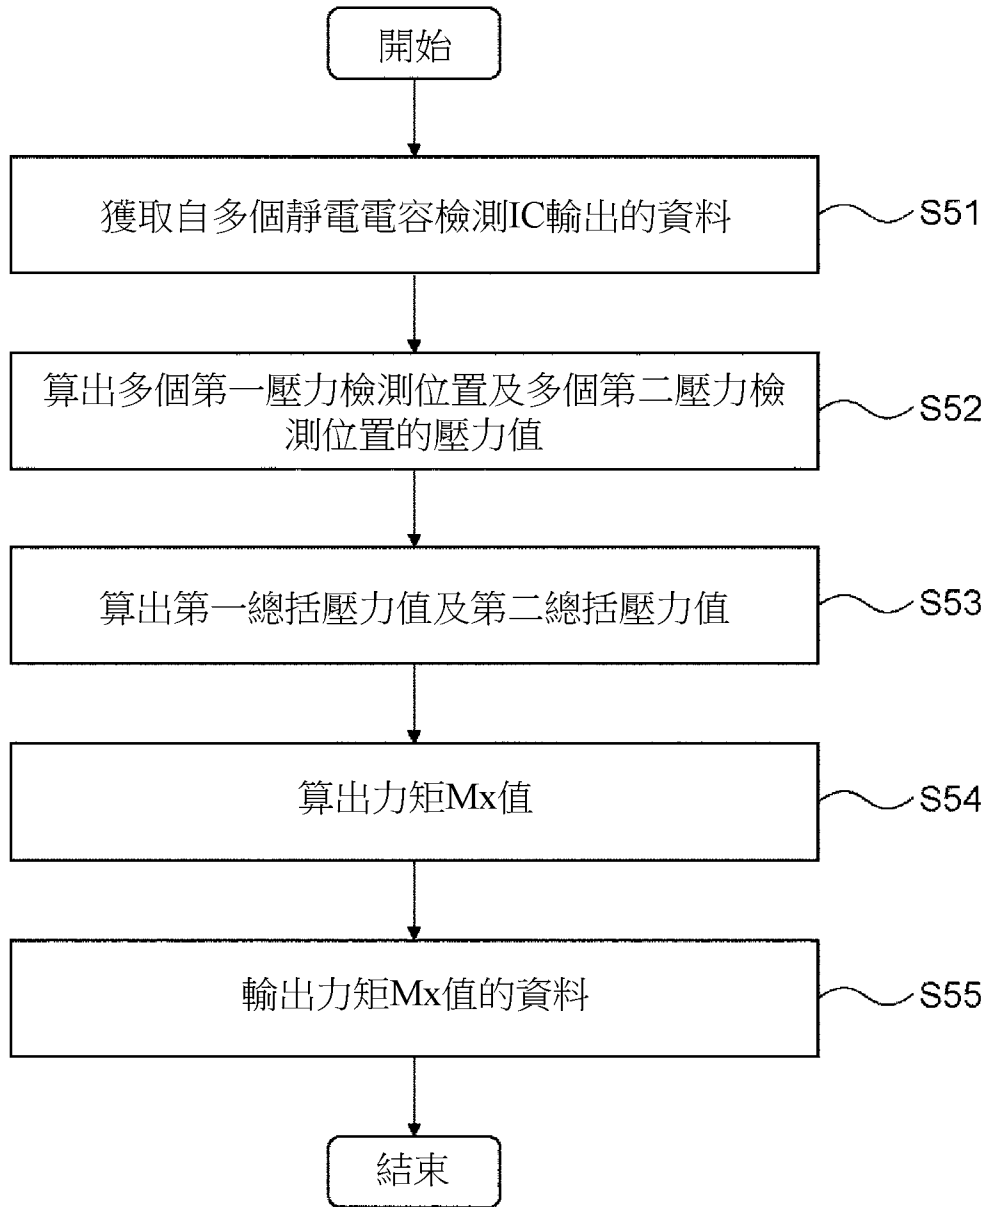 開始
獲取自多個靜電電容檢測IC輸出的資料
S51
算出多個第一壓力檢測位置及多個第二壓力檢
測位置的壓力值
S52
算出第一總括壓力值及第二總括壓力值
S53
算出力矩Mx值
S54
輸出力矩Mx值的資料
S55
結束